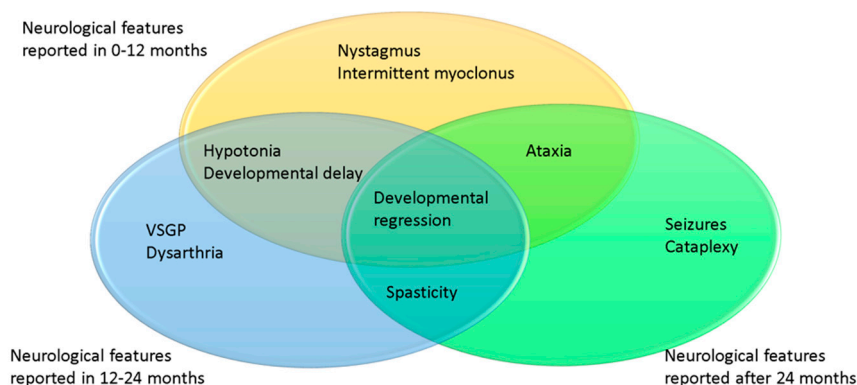 Neurological features
reported in 0-12 months
Nystagmus
Intermittent myoclonus
Hypotonia
Developmental delay
Ataxia
Developmental
regression
VSGP
Dysarthria
Seizures
Cataplexy
Spasticity
Neurological features
reported in 12-24 months
Neurological features
reported after 24 months